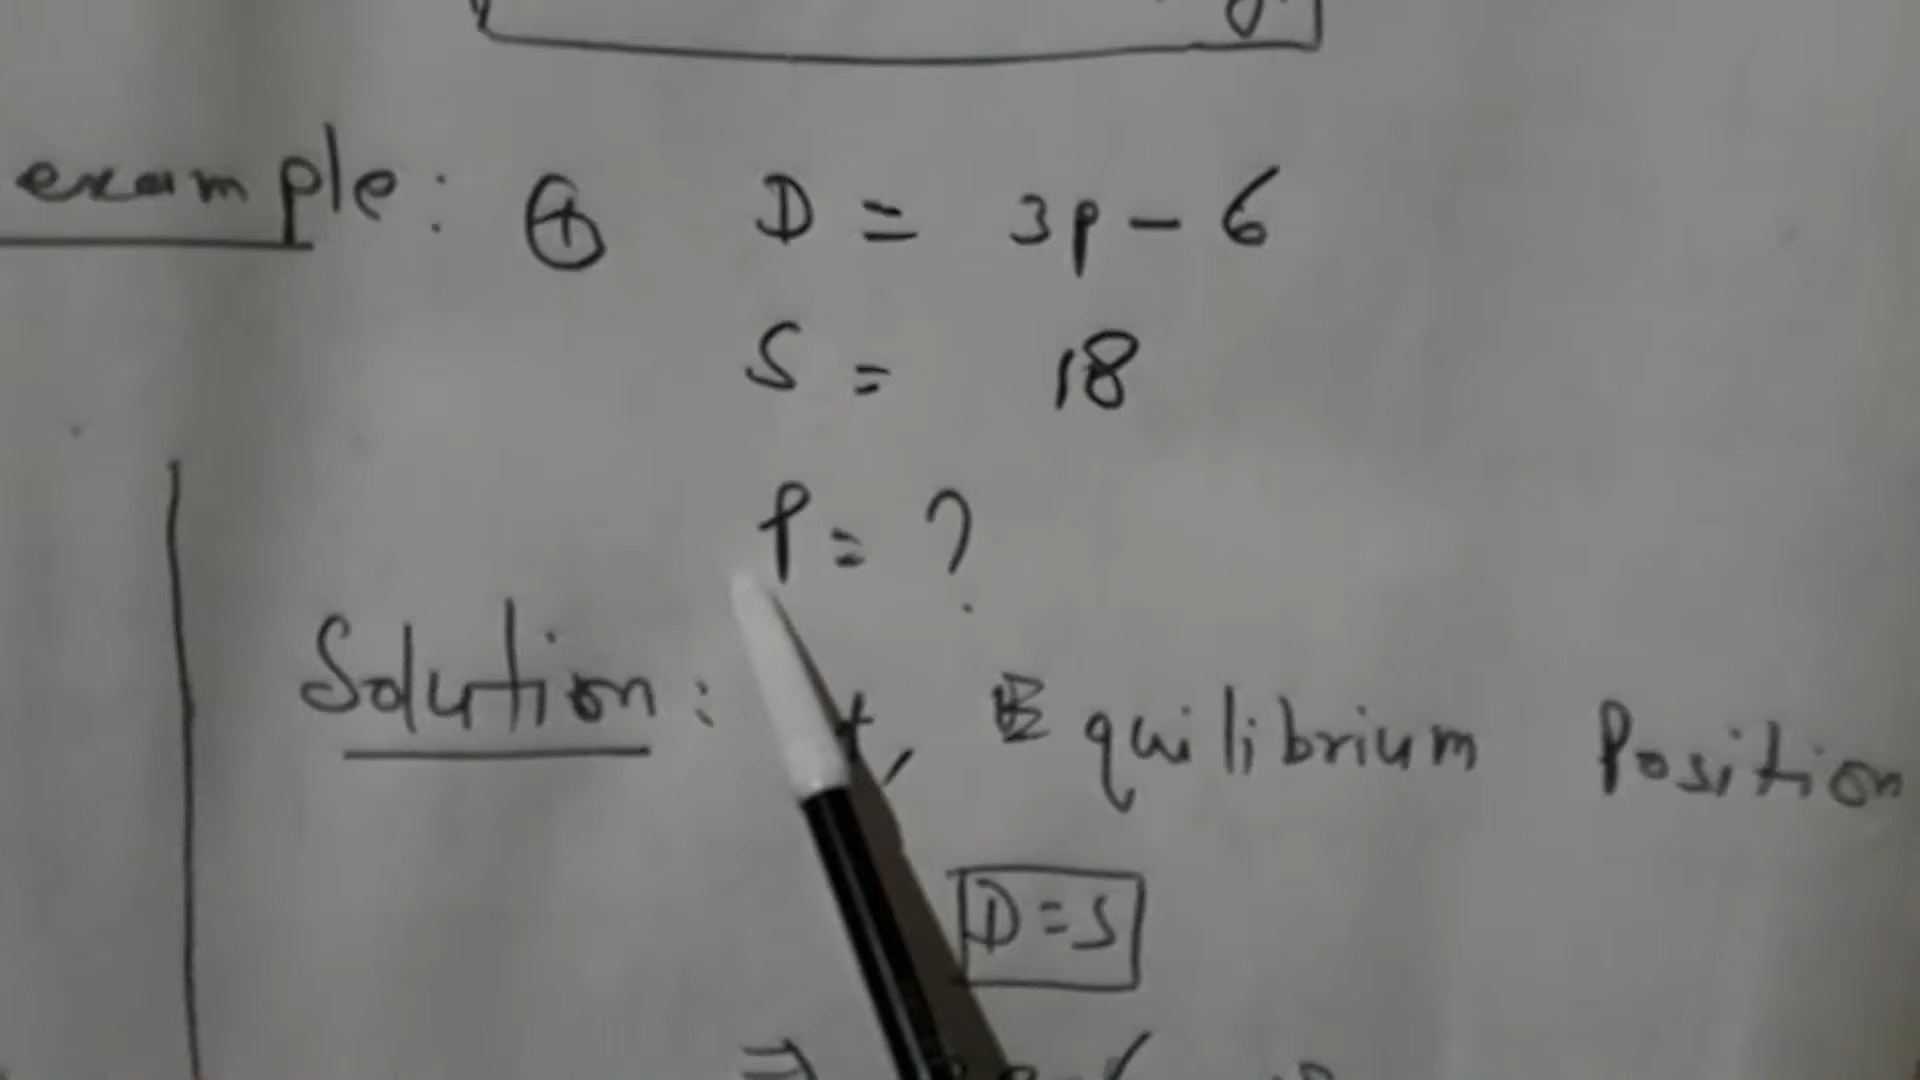 example: ① D = 3p - 6
S = 18
P = ?
Solution: Equilibrium Position
D = S